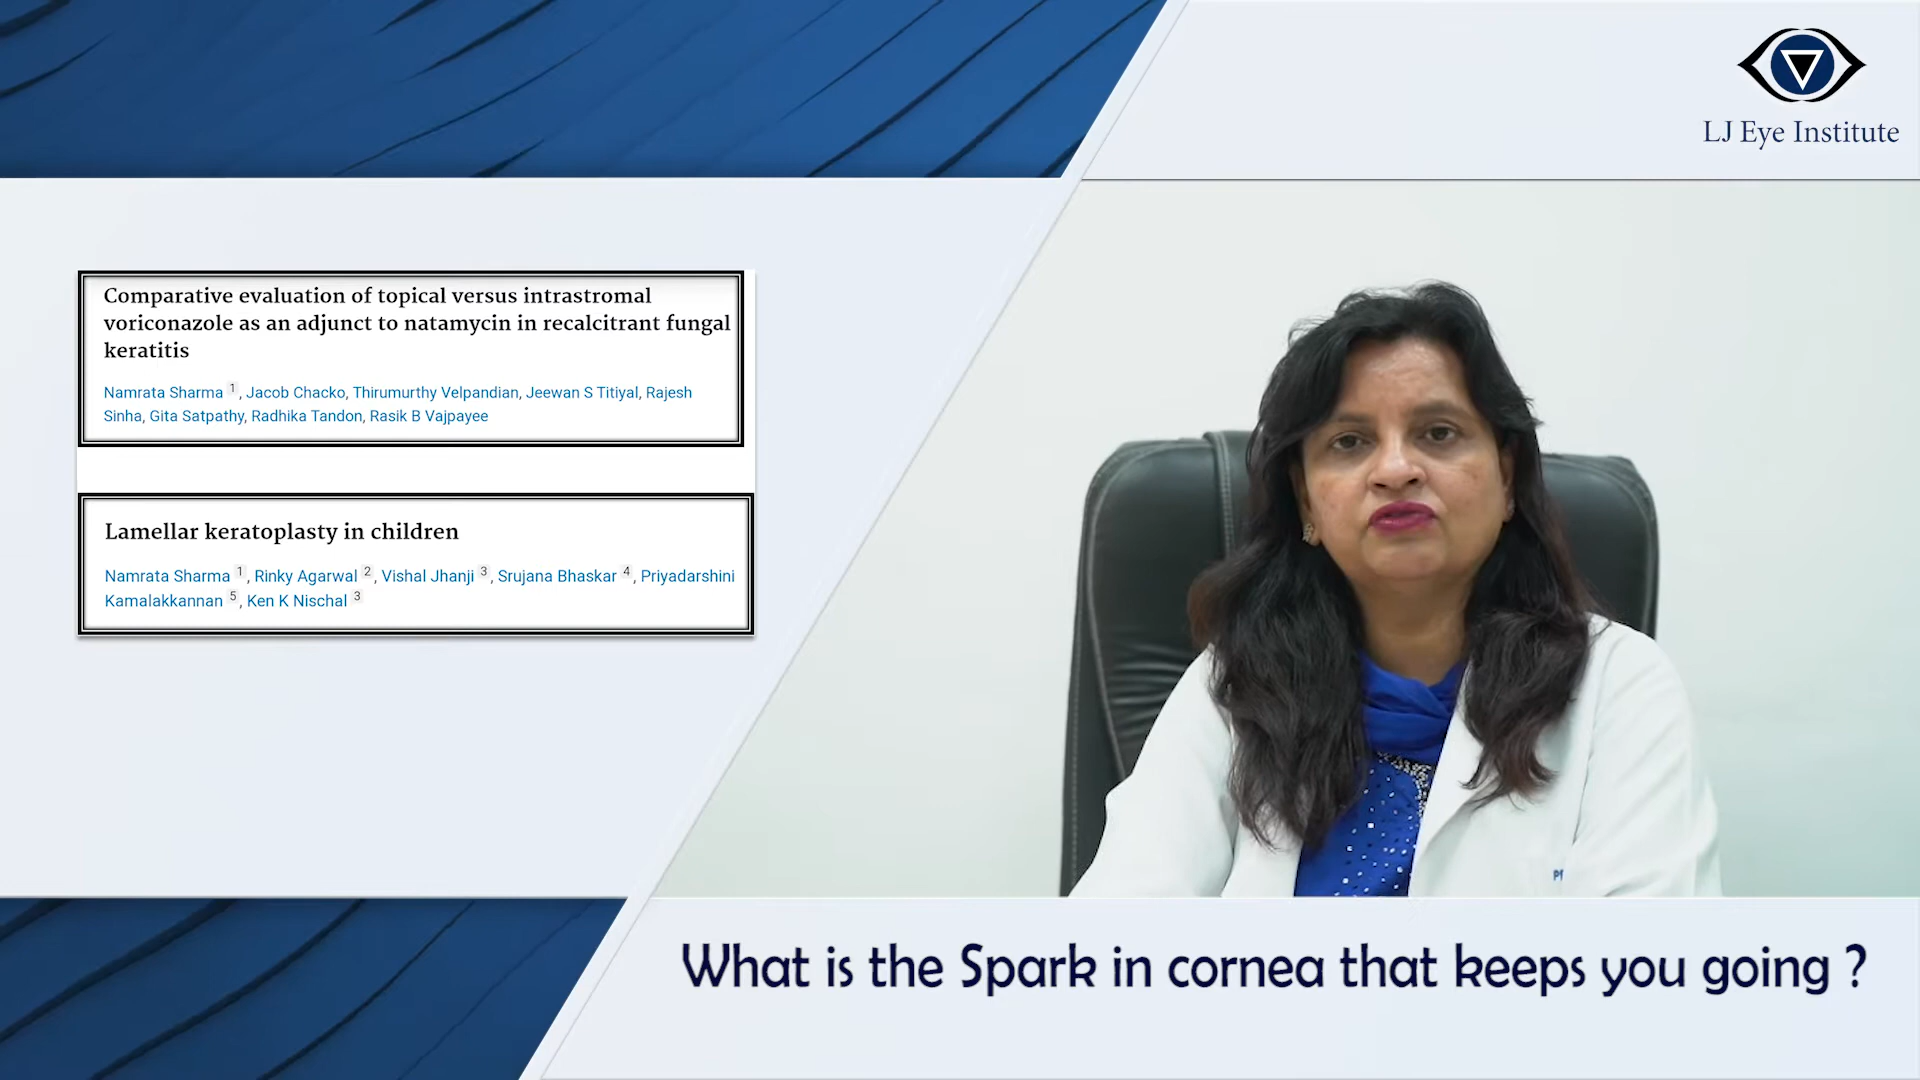 LJ Eye Institute
Comparative evaluation of topical versus intrastromal
voriconazole as an adjunct to natamycin in recalcitrant fungal
keratitis
Namrata Sharma 1, Jacob Chacko, Thirumurthy Velpandian, Jeewan S Titiyal, Rajesh
Sinha, Gita Satpathy, Radhika Tandon, Rasik B Vajpayee
Lamellar keratoplasty in children
Namrata Sharma 1, Rinky Agarwal 2, Vishal Jhanji 3, Srujana Bhaskar 4, Priyadarshini
Kamalakkannan 5, Ken K Nischal 3
What is the Spark in cornea that keeps you going ?